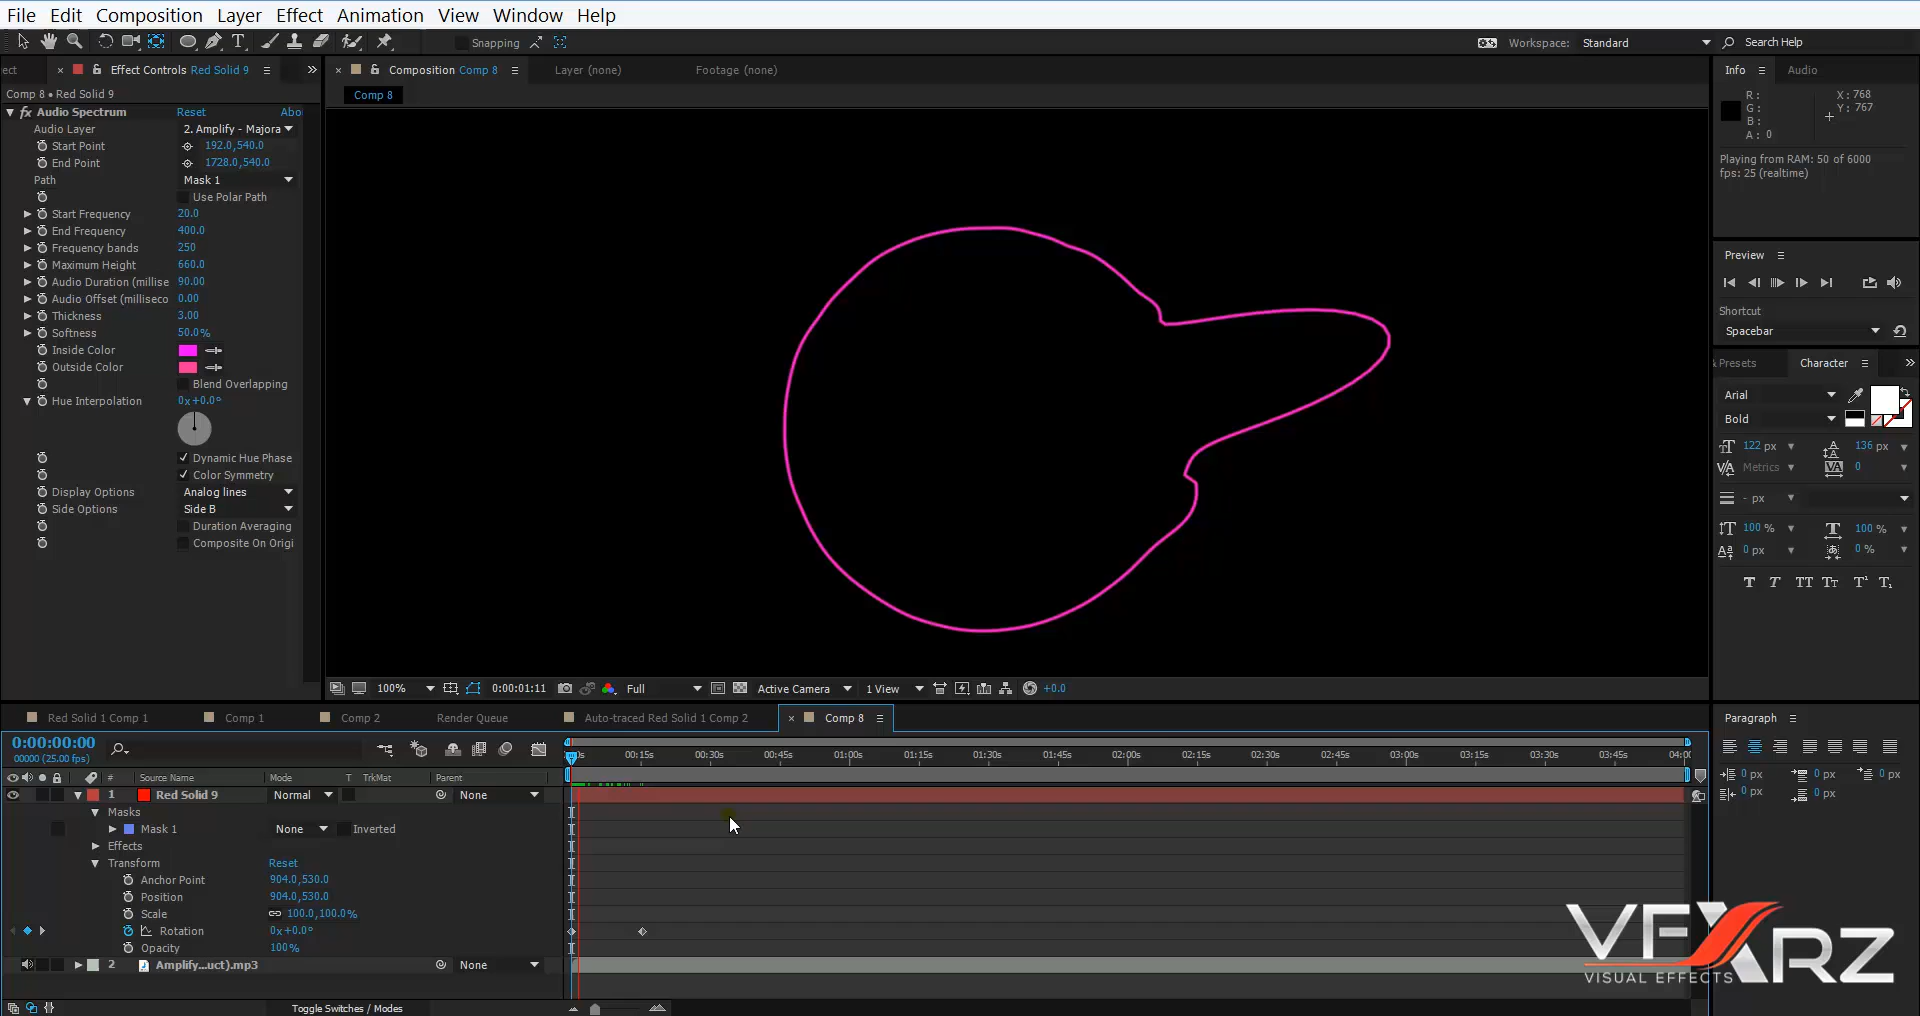 File Edit Composition Layer Effect Animation View Window Help
Snapping
Workspace: Standard Search Help
ect Effect Controls Red Solid 9
Comp 8 • Red Solid 9
fx Audio Spectrum Reset Abo
Audio Layer 2. Amplify - Majora
Start Point 192.0,540.0
End Point 1728.0,540.0
Path Mask 1
Use Polar Path
Start Frequency 20.0
End Frequency 400.0
Frequency bands 250
Maximum Height 660.0
Audio Duration (millise 90.00
Audio Offset (milliseco 0.00
Thickness 3.00
Softness 50.0%
Inside Color
Outside Color
Blend Overlapping
Hue Interpolation 0x+0.0°
Dynamic Hue Phase
Color Symmetry
Display Options Analog lines
Side Options Side B
Duration Averaging
Composite On Origi
Composition Comp 8 Layer (none) Footage (none)
Comp 8
100% 0:00:01:11 Full Active Camera 1 View +0.0
Info Audio
R: X: 768
G: Y: 767
B:
A: 0
Playing from RAM: 50 of 6000
fps: 25 (realtime)
Preview
Shortcut
Spacebar
Presets Character
Arial
Bold
122 px 136 px
Metrics 0
- px
100 % 100 %
0 px 0 %
T T TT Tt T¹ T₁
Red Solid 1 Comp 1 Comp 1 Comp 2 Render Queue Auto-traced Red Solid 1 Comp 2 Comp 8
0:00:00:00
00000 (25.00 fps)
# Source Name Mode T TrkMat Parent
0s 00:15s 00:30s 00:45s 01:00s 01:15s 01:30s 01:45s 02:00s 02:15s 02:30s 02:45s 03:00s 03:15s 03:30s 03:45s 04:00
1 Red Solid 9 Normal None
Masks
Mask 1 None Inverted
Effects
Transform Reset
Anchor Point 904.0,530.0
Position 904.0,530.0
Scale 100.0,100.0%
Rotation 0x+0.0°
Opacity 100%
2 Amplify...uct).mp3 None
Toggle Switches / Modes
Paragraph
0 px 0 px 0 px
0 px 0 px
VFXARZ
VISUAL EFFECTS